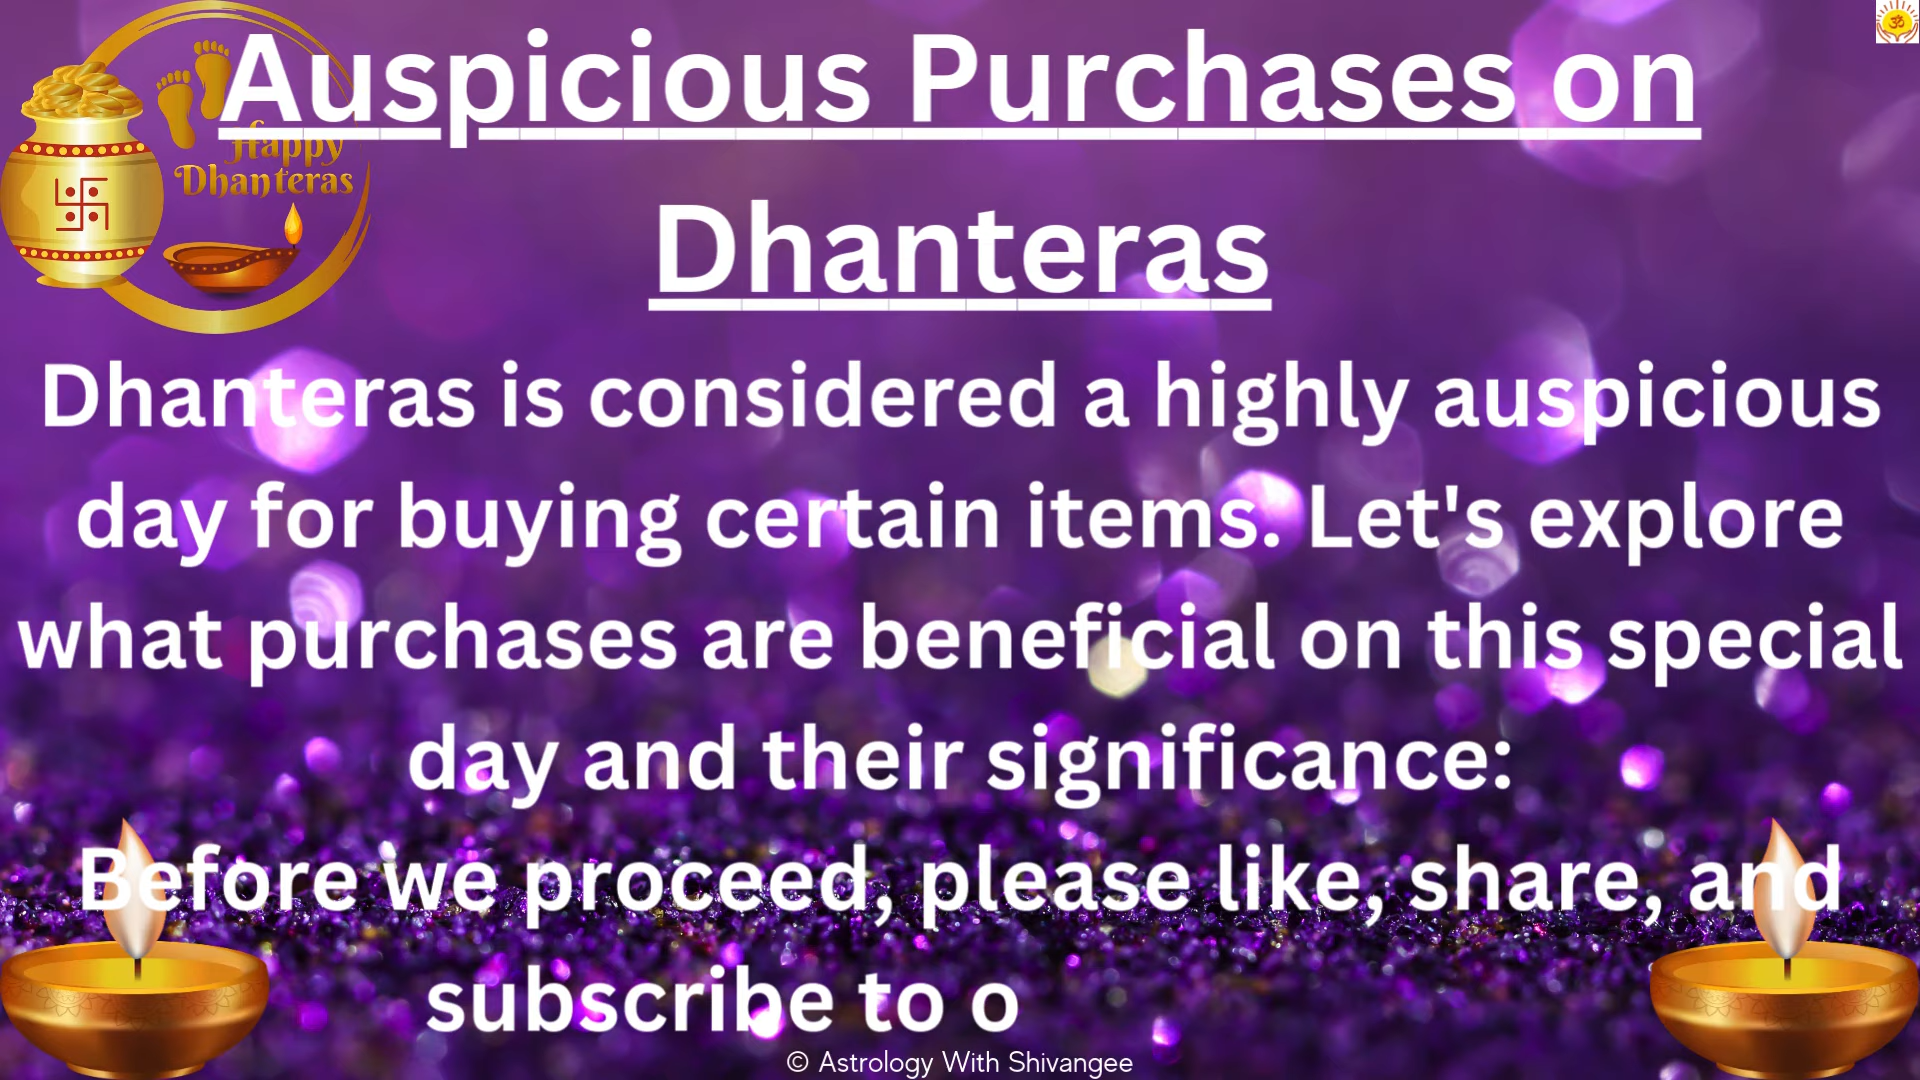 Auspicious Purchases on
Dhanteras
Happy
Dhanteras
ॐ
Dhanteras is considered a highly auspicious
day for buying certain items. Let's explore
what purchases are beneficial on this special
day and their significance:
Before we proceed, please like, share, and
subscribe to o
© Astrology With Shivangee